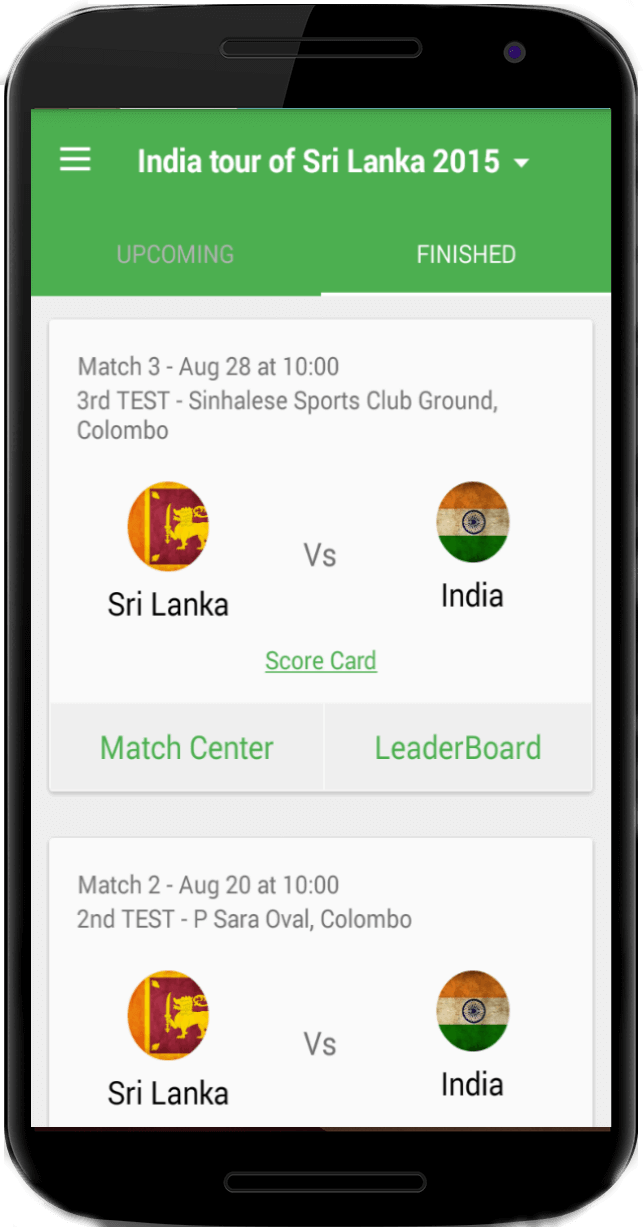 India tour of Sri Lanka 2015
UPCOMING
FINISHED
Match 3 - Aug 28 at 10:00
3rd TEST - Sinhalese Sports Club Ground,
Colombo
Vs
Sri Lanka
India
Score Card
Match Center
LeaderBoard
Match 2 - Aug 20 at 10:00
2nd TEST - P Sara Oval, Colombo
Vs
Sri Lanka
India